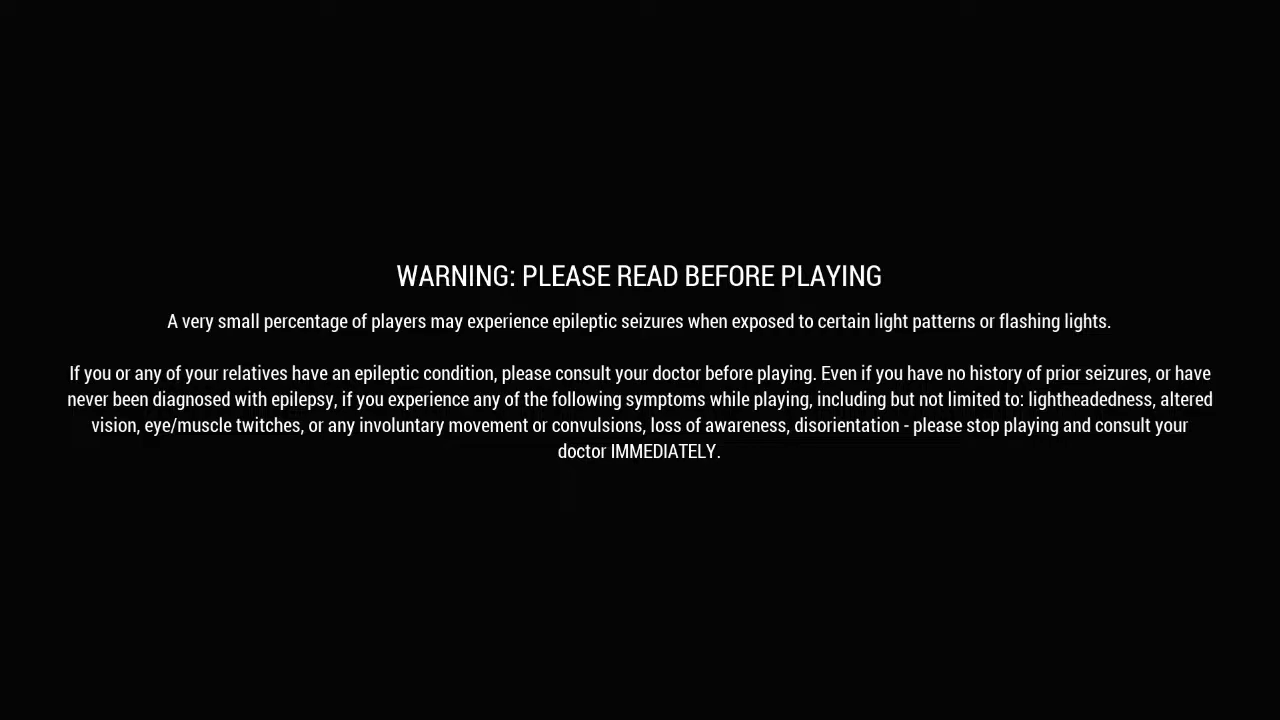 WARNING: PLEASE READ BEFORE PLAYING
A very small percentage of players may experience epileptic seizures when exposed to certain light patterns or flashing lights.
If you or any of your relatives have an epileptic condition, please consult your doctor before playing. Even if you have no history of prior seizures, or have
never been diagnosed with epilepsy, if you experience any of the following symptoms while playing, including but not limited to: lightheadedness, altered
vision, eye/muscle twitches, or any involuntary movement or convulsions, loss of awareness, disorientation - please stop playing and consult your
doctor IMMEDIATELY.